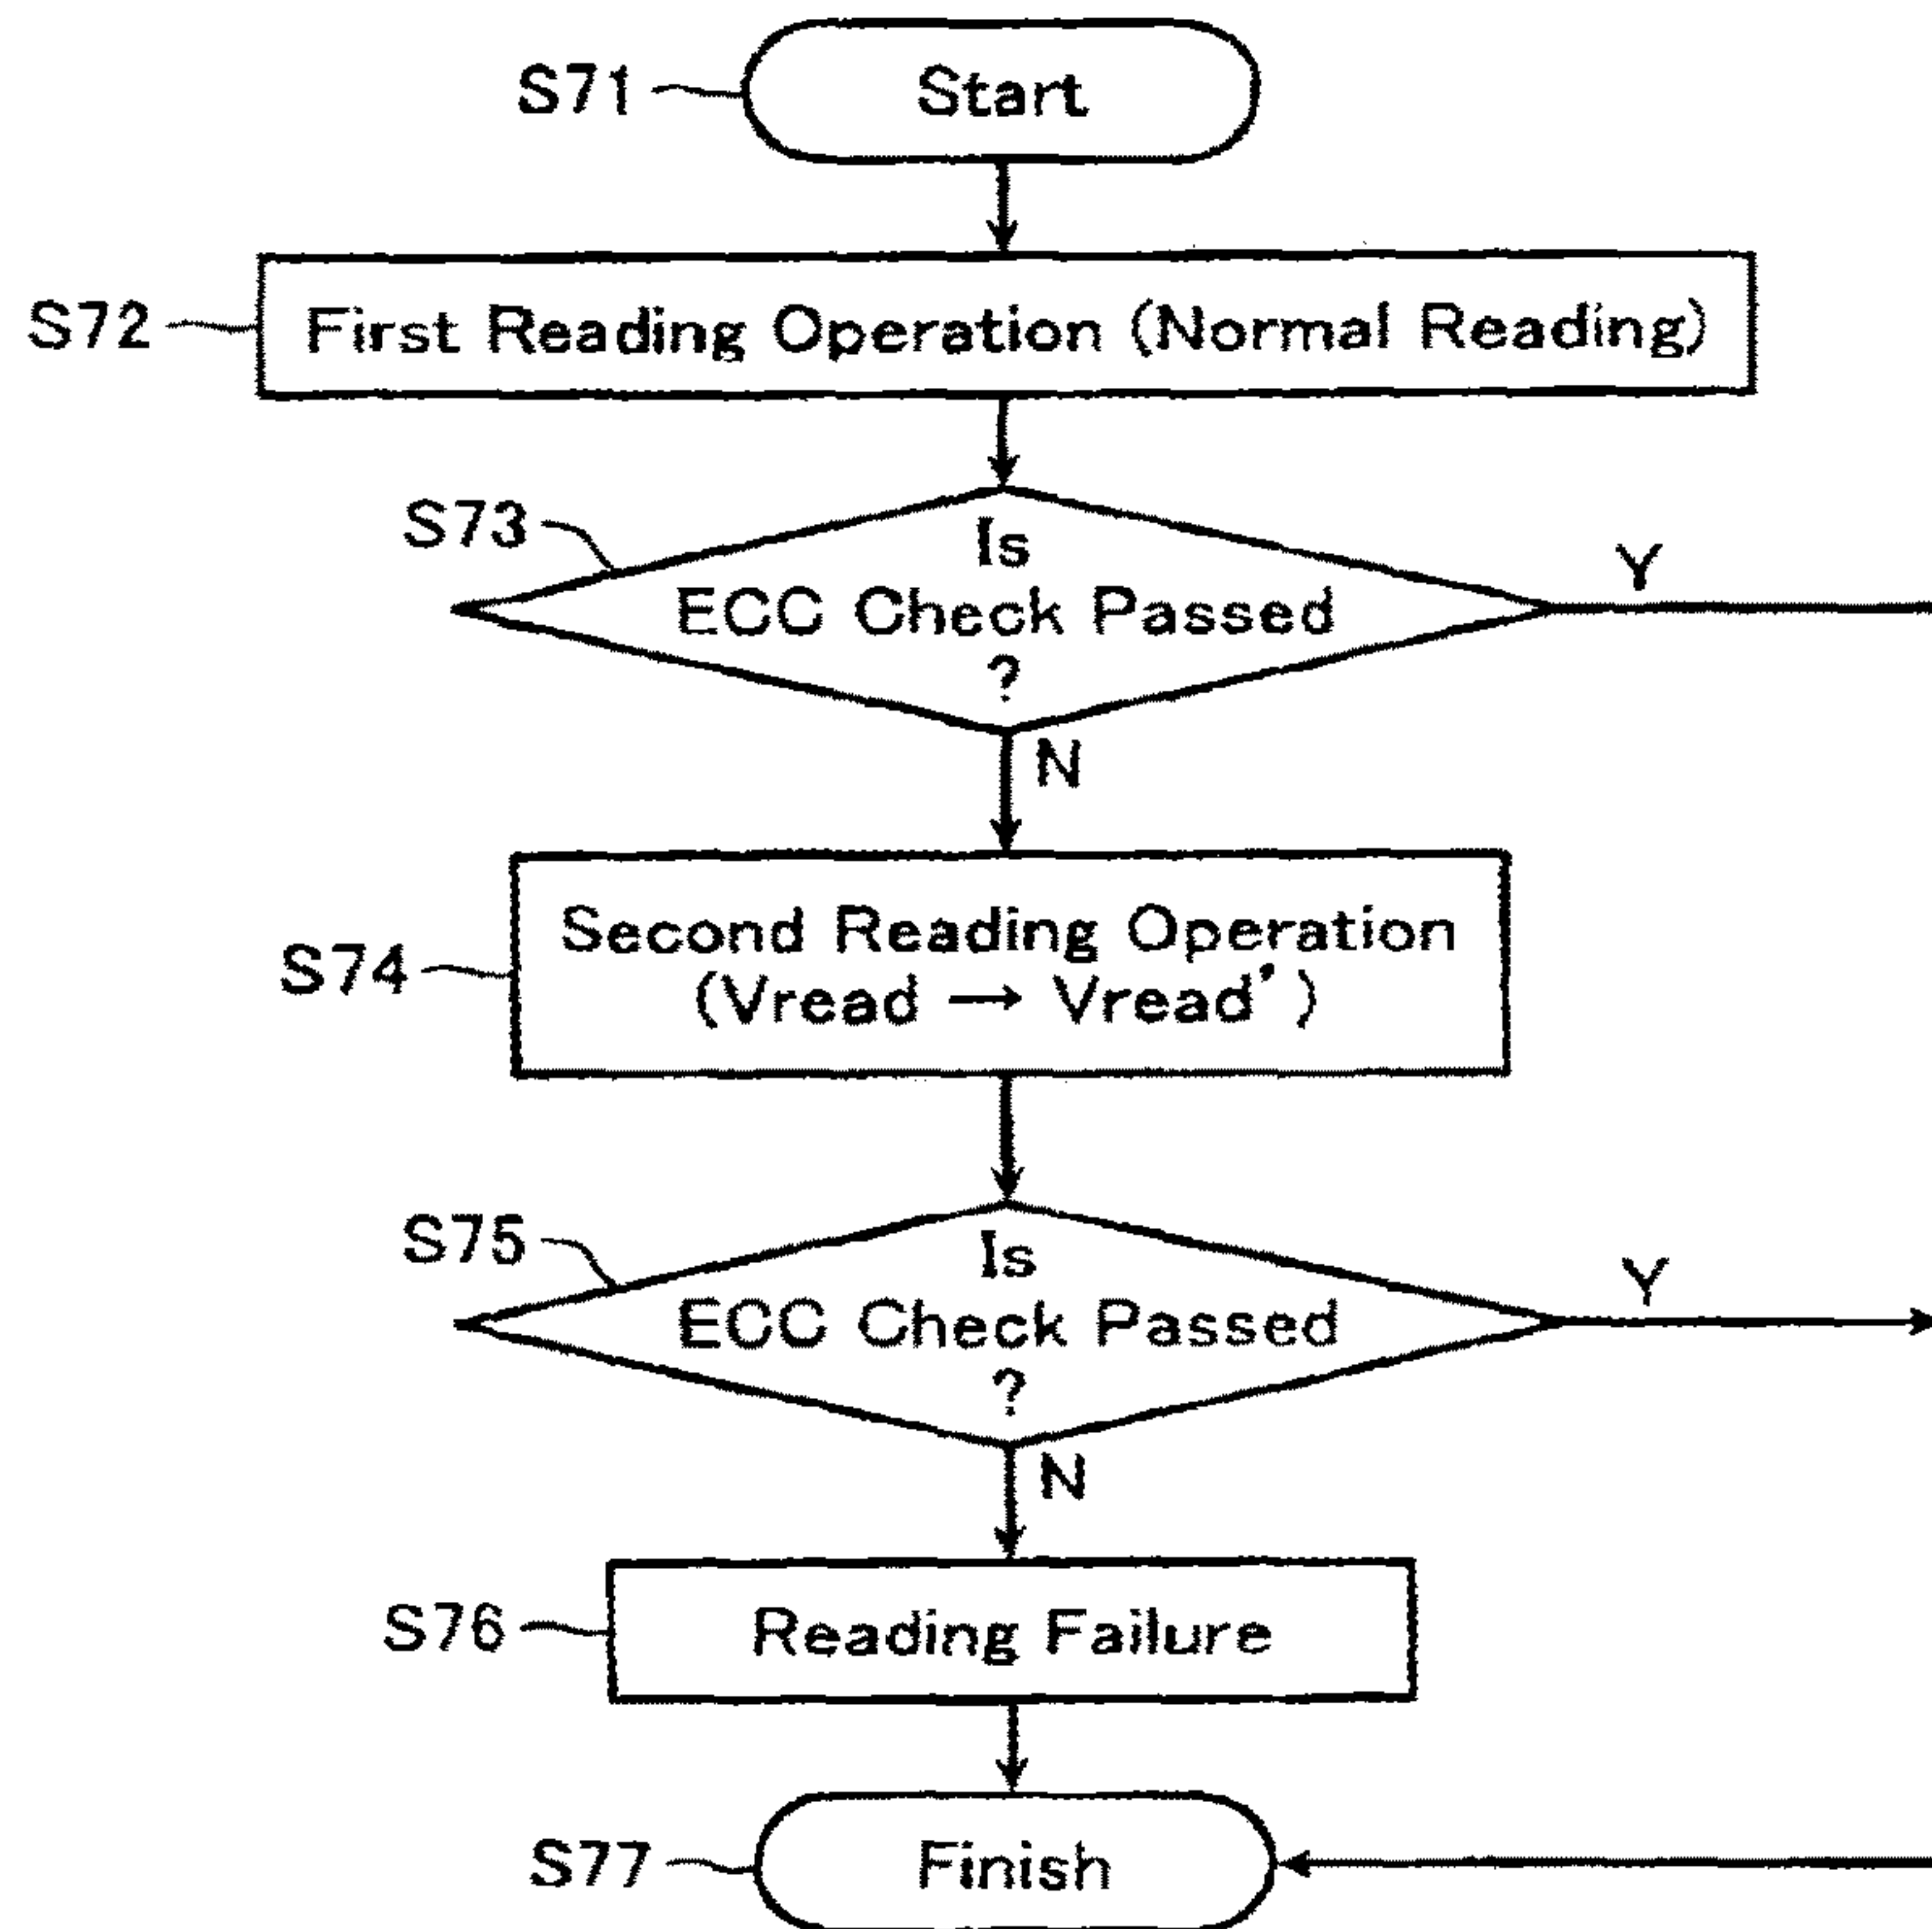 S71
Start
S72
First Reading Operation (Normal Reading)
S73
Is
ECC Check Passed
?
Y
N
S74
Second Reading Operation
(Vread → Vread')
S75
Is
ECC Check Passed
?
Y
N
S76
Reading Failure
S77
Finish